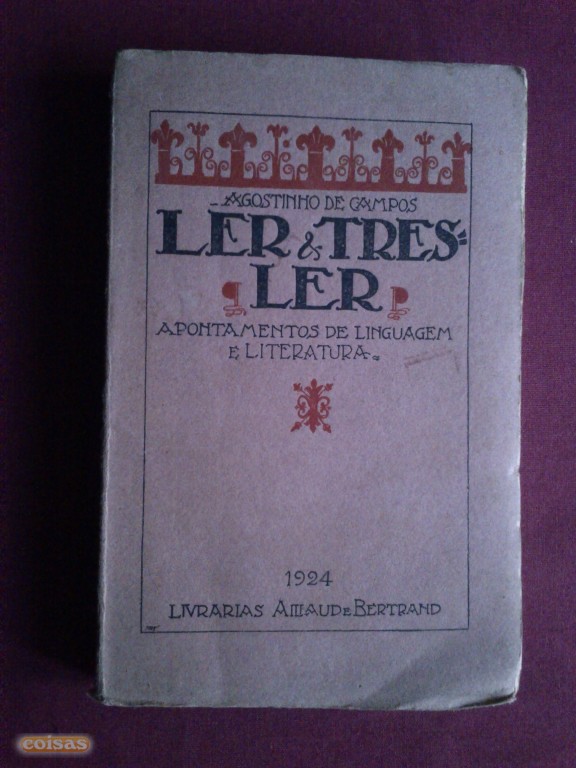 AGOSTINHO DE CAMPOS
LER & TRES=
LER
APONTAMENTOS DE LINGUAGEM
E LITERATURA
1924
LIVRARIAS AILLAUD E BERTRAND
coisas